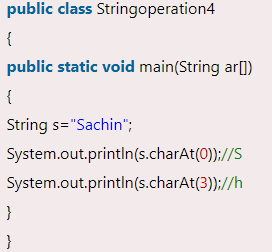 public class Stringoperation4
{
public static void main(String ar[])
{
String s="Sachin";
System.out.println(s.charAt(0));//S
System.out.println(s.charAt(3));//h
}
}